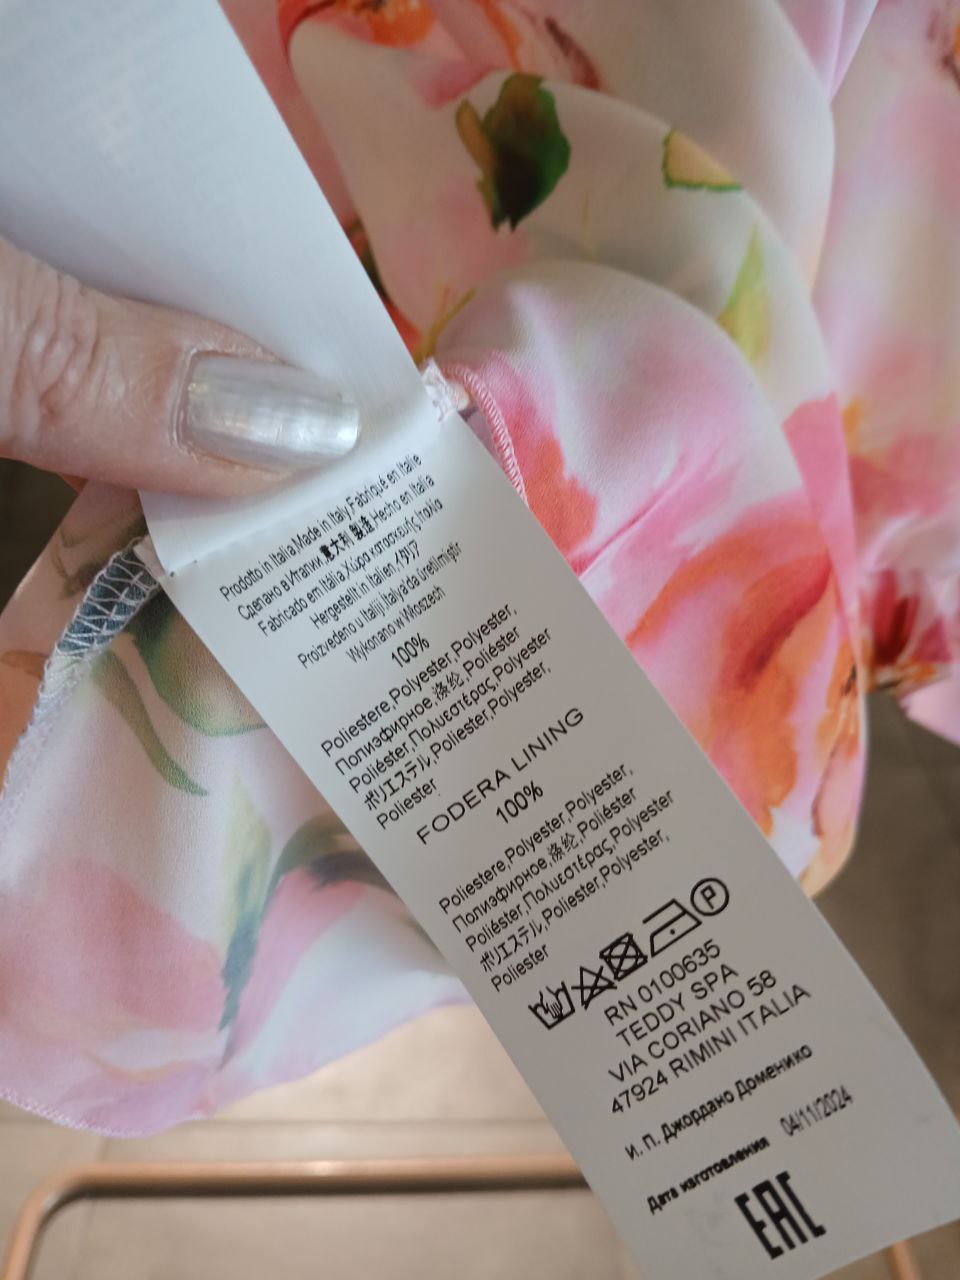 Prodotto in Italia,Made in Italy,Fabriqué en Italie
Сделано в Италии,意大利 製造,Hecho en Italia
Fabricado em Itália,Χώρα κατασκευής Ιταλία
Hergestellt in Italien,イタリア
Proizvedeno u Italiji,Italya'da üretilmiştir
Wykonano w Włoszech
100%
Poliestere,Polyester,Polyester,
Полиэфирное,涤纶,Poliéster
Poliéster,Πολυεστέρας,Polyester
ポリエステル,Poliester,Polyester,
Poliester
FODERA LINING
100%
Poliestere,Polyester,Polyester,
Полиэфирное,涤纶,Poliéster
Poliéster,Πολυεστέρας,Polyester
ポリエステル,Poliester,Polyester,
Poliester
P
RN 0100635
TEDDY SPA
VIA CORIANO 58
47924 RIMINI ITALIA
И. П. Джордано Доменико
Дата изготовления 04/11/2024
EAC